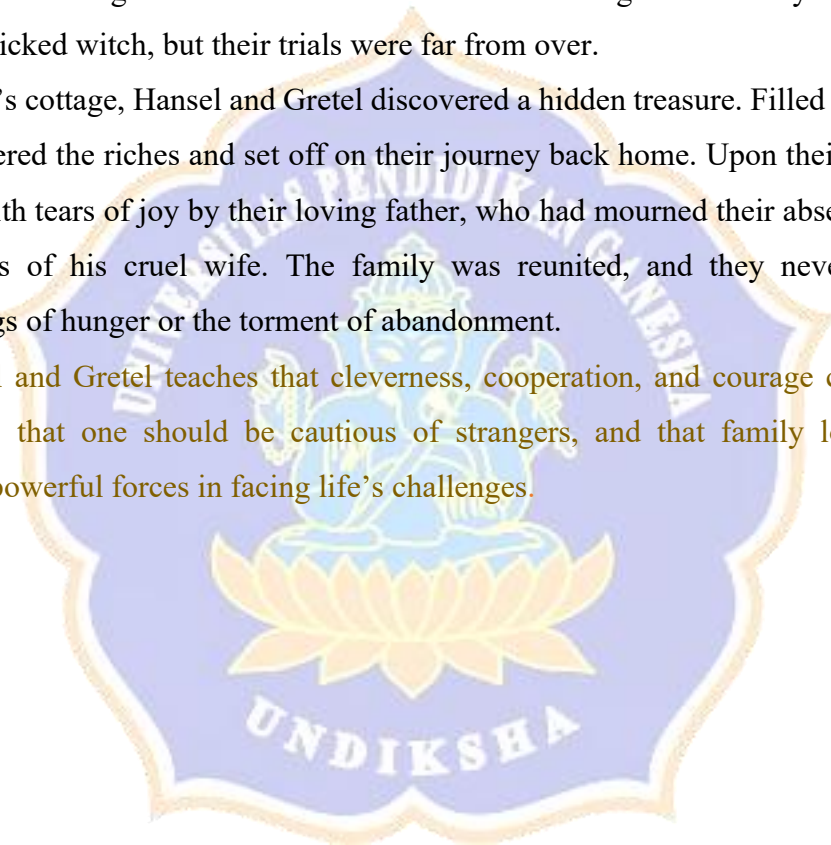 icked witch, but their trials were far from over.
’s cottage, Hansel and Gretel discovered a hidden treasure. Filled
ered the riches and set off on their journey back home. Upon thei
th tears of joy by their loving father, who had mourned their abse
s of his cruel wife. The family was reunited, and they neve
gs of hunger or the torment of abandonment.
and Gretel teaches that cleverness, cooperation, and courage c
that one should be cautious of strangers, and that family l
powerful forces in facing life’s challenges.
UNIVERSITAS PENDIDIKAN GANESHA
UNDIKSHA